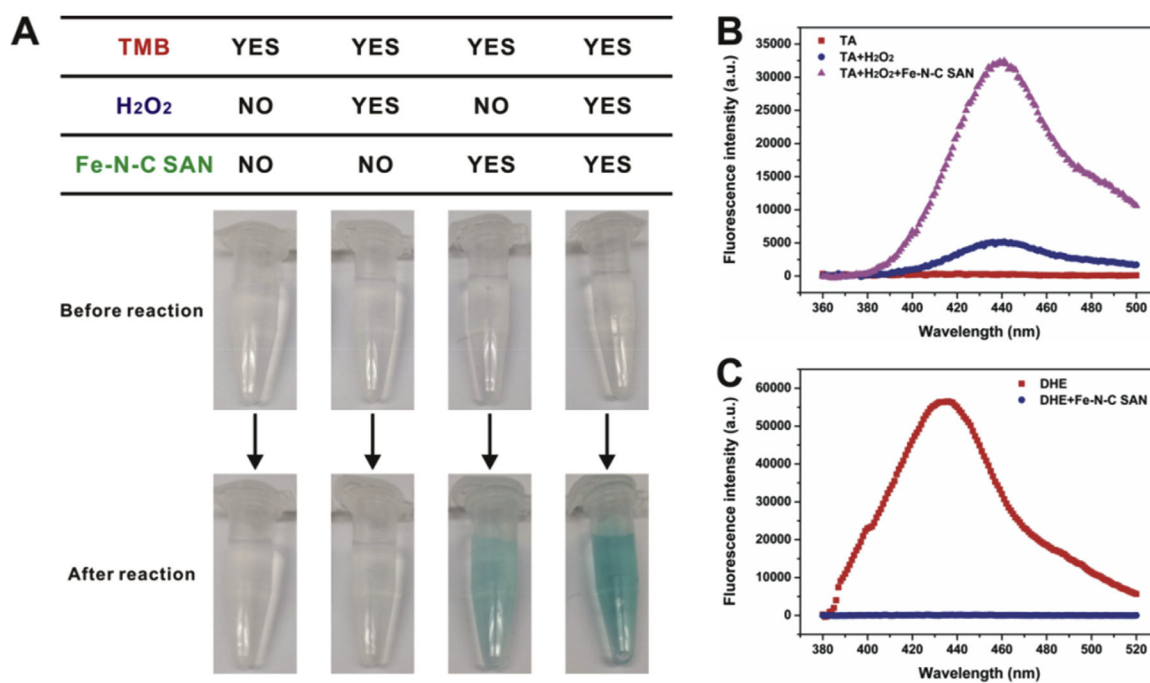 A
TMB YES YES YES YES
H₂O₂ NO YES NO YES
Fe-N-C SAN NO NO YES YES
Before reaction
After reaction
B
Fluorescence intensity (a.u.)
35000
30000
25000
20000
15000
10000
5000
0
TA
TA+H₂O₂
TA+H₂O₂+Fe-N-C SAN
360 380 400 420 440 460 480 500
Wavelength (nm)
C
Fluorescence intensity (a.u.)
60000
50000
40000
30000
20000
10000
0
DHE
DHE+Fe-N-C SAN
380 400 420 440 460 480 500 520
Wavelength (nm)